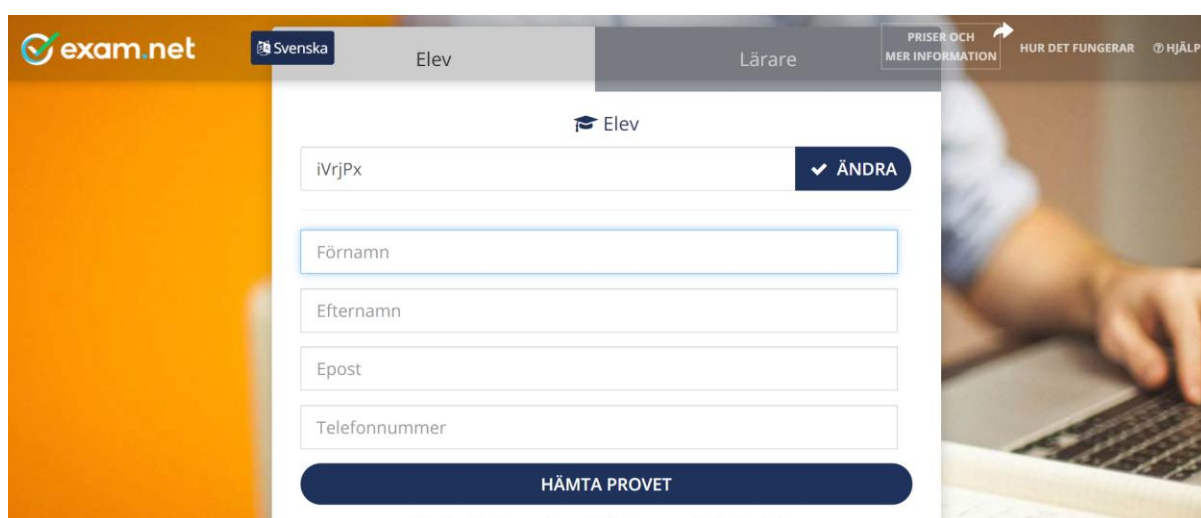 exam.net
Svenska
Elev
Lärare
PRISER OCH
MER INFORMATION
HUR DET FUNGERAR
HJÄLP
Elev
iVrjPx
ÄNDRA
Förnamn
Efternamn
Epost
Telefonnummer
HÄMTA PROVET